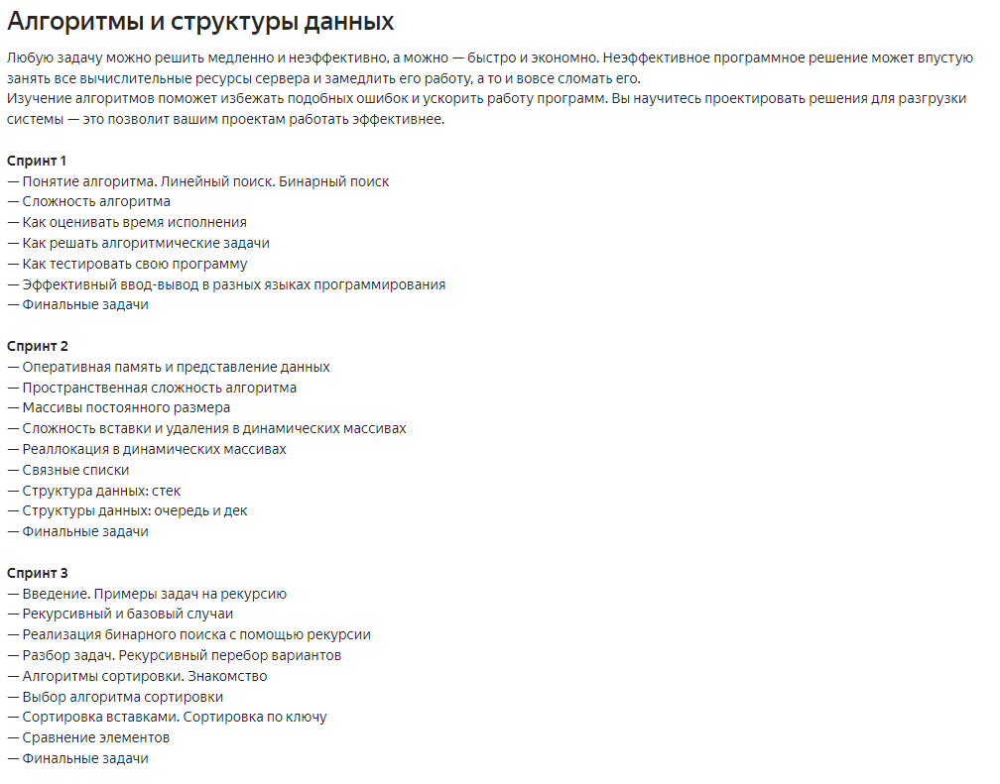 Алгоритмы и структуры данных
Любую задачу можно решить медленно и неэффективно, а можно — быстро и экономно. Неэффективное программное решение может впустую
занять все вычислительные ресурсы сервера и замедлить его работу, а то и вовсе сломать его.
Изучение алгоритмов поможет избежать подобных ошибок и ускорить работу программ. Вы научитесь проектировать решения для разгрузки
системы — это позволит вашим проектам работать эффективнее.
Спринт 1
— Понятие алгоритма. Линейный поиск. Бинарный поиск
— Сложность алгоритма
— Как оценивать время исполнения
— Как решать алгоритмические задачи
— Как тестировать свою программу
— Эффективный ввод-вывод в разных языках программирования
— Финальные задачи
Спринт 2
— Оперативная память и представление данных
— Пространственная сложность алгоритма
— Массивы постоянного размера
— Сложность вставки и удаления в динамических массивах
— Реаллокация в динамических массивах
— Связные списки
— Структура данных: стек
— Структуры данных: очередь и дек
— Финальные задачи
Спринт 3
— Введение. Примеры задач на рекурсию
— Рекурсивный и базовый случаи
— Реализация бинарного поиска с помощью рекурсии
— Разбор задач. Рекурсивный перебор вариантов
— Алгоритмы сортировки. Знакомство
— Выбор алгоритма сортировки
— Сортировка вставками. Сортировка по ключу
— Сравнение элементов
— Финальные задачи